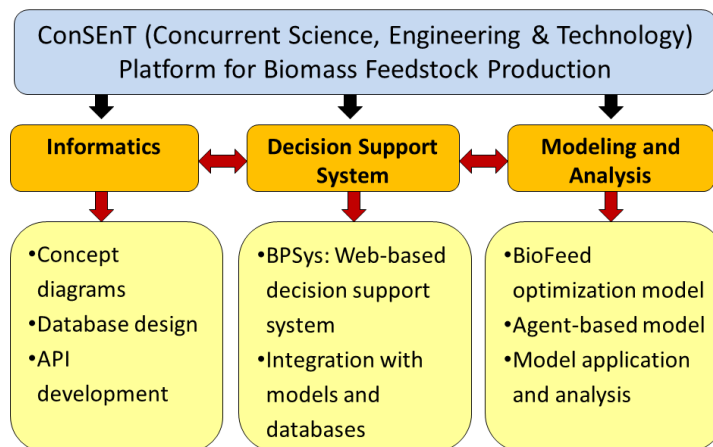 ConSEnT (Concurrent Science, Engineering & Technology)
Platform for Biomass Feedstock Production
Informatics
Decision Support
System
Modeling and
Analysis
•Concept
diagrams
•Database design
•API
development
•BPSys: Web-based
decision support
system
•Integration with
models and
databases
•BioFeed
optimization model
•Agent-based model
•Model application
and analysis